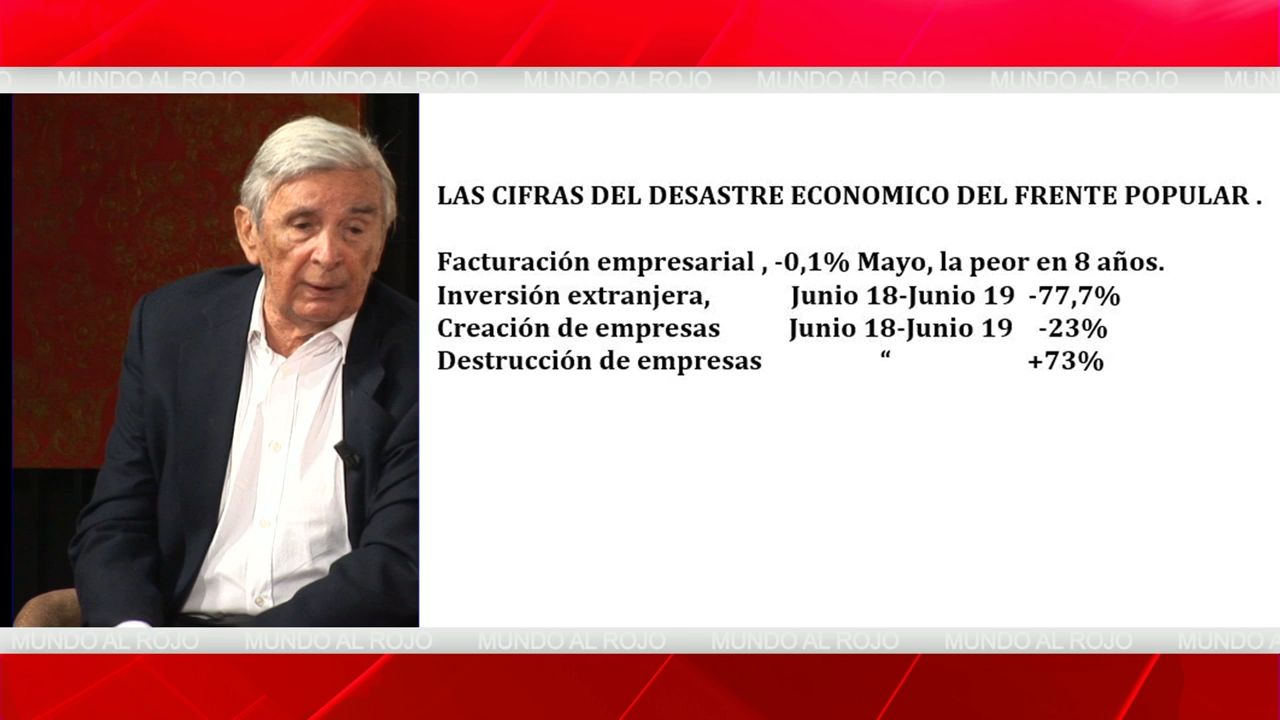 O MUNDO AL ROJO MUNDO AL ROJO MUNDO AL ROJO MUNDO AL ROJO MUNDO AL ROJO MUN
LAS CIFRAS DEL DESASTRE ECONOMICO DEL FRENTE POPULAR .
Facturación empresarial , -0,1% Mayo, la peor en 8 años.
Inversión extranjera, Junio 18-Junio 19 -77,7%
Creación de empresas Junio 18-Junio 19 -23%
Destrucción de empresas “ +73%
MUNDO AL ROJO MUNDO AL ROJO MUNDO AL ROJO MUNDO AL ROJO MUNDO AL ROJO MUNDO AL